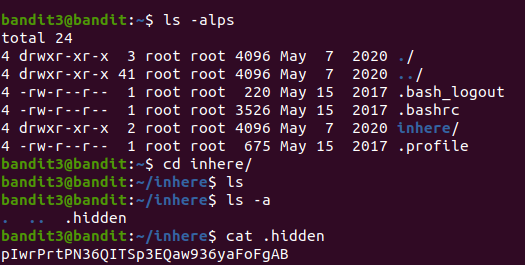 bandit3@bandit:~$ ls -alps
total 24
4 drwxr-xr-x  3 root root 4096 May  7  2020 ./
4 drwxr-xr-x 41 root root 4096 May  7  2020 ../
4 -rw-r--r--  1 root root  220 May 15  2017 .bash_logout
4 -rw-r--r--  1 root root 3526 May 15  2017 .bashrc
4 drwxr-xr-x  2 root root 4096 May  7  2020 inhere/
4 -rw-r--r--  1 root root  675 May 15  2017 .profile
bandit3@bandit:~$ cd inhere/
bandit3@bandit:~/inhere$ ls
bandit3@bandit:~/inhere$ ls -a
.  ..  .hidden
bandit3@bandit:~/inhere$ cat .hidden
pIwrPrtPN36QITSp3EQaw936yaFoFgAB